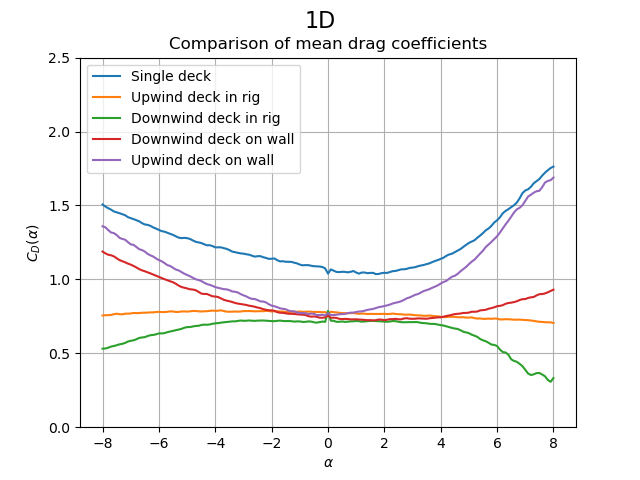 1D
Comparison of mean drag coefficients
Single deck
Upwind deck in rig
Downwind deck in rig
Downwind deck on wall
Upwind deck on wall
2.5
2.0
1.5
1.0
0.5
0.0
C_D(α)
−8 −6 −4 −2 0 2 4 6 8
α